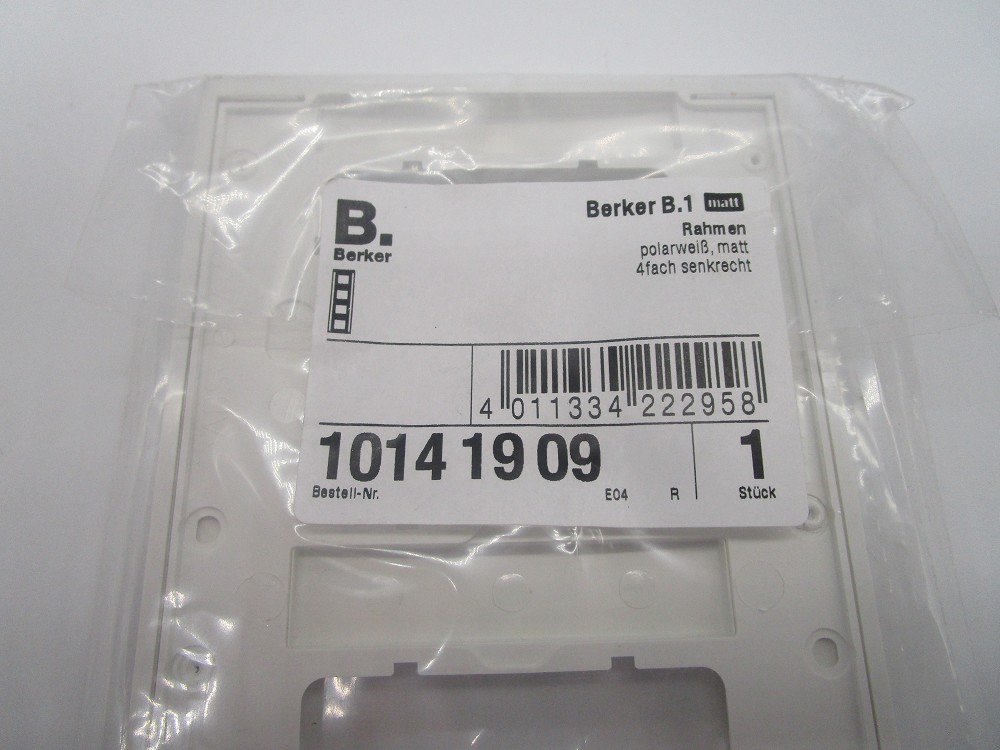 B.
Berker
Berker B.1 matt
Rahmen
polarweiß, matt
4fach senkrecht
4 011334 222958
1014 19 09
Bestell-Nr.
E04
R
1
Stück